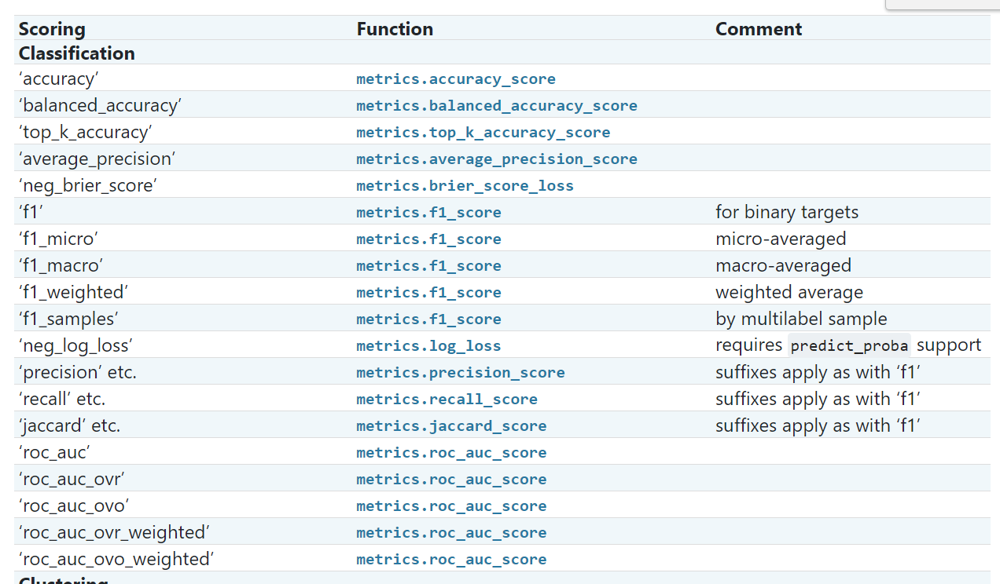 Scoring Function Comment
Classification
‘accuracy’ metrics.accuracy_score
‘balanced_accuracy’ metrics.balanced_accuracy_score
‘top_k_accuracy’ metrics.top_k_accuracy_score
‘average_precision’ metrics.average_precision_score
‘neg_brier_score’ metrics.brier_score_loss
‘f1’ metrics.f1_score for binary targets
‘f1_micro’ metrics.f1_score micro-averaged
‘f1_macro’ metrics.f1_score macro-averaged
‘f1_weighted’ metrics.f1_score weighted average
‘f1_samples’ metrics.f1_score by multilabel sample
‘neg_log_loss’ metrics.log_loss requires predict_proba support
‘precision’ etc. metrics.precision_score suffixes apply as with ‘f1’
‘recall’ etc. metrics.recall_score suffixes apply as with ‘f1’
‘jaccard’ etc. metrics.jaccard_score suffixes apply as with ‘f1’
‘roc_auc’ metrics.roc_auc_score
‘roc_auc_ovr’ metrics.roc_auc_score
‘roc_auc_ovo’ metrics.roc_auc_score
‘roc_auc_ovr_weighted’ metrics.roc_auc_score
‘roc_auc_ovo_weighted’ metrics.roc_auc_score
Clustering